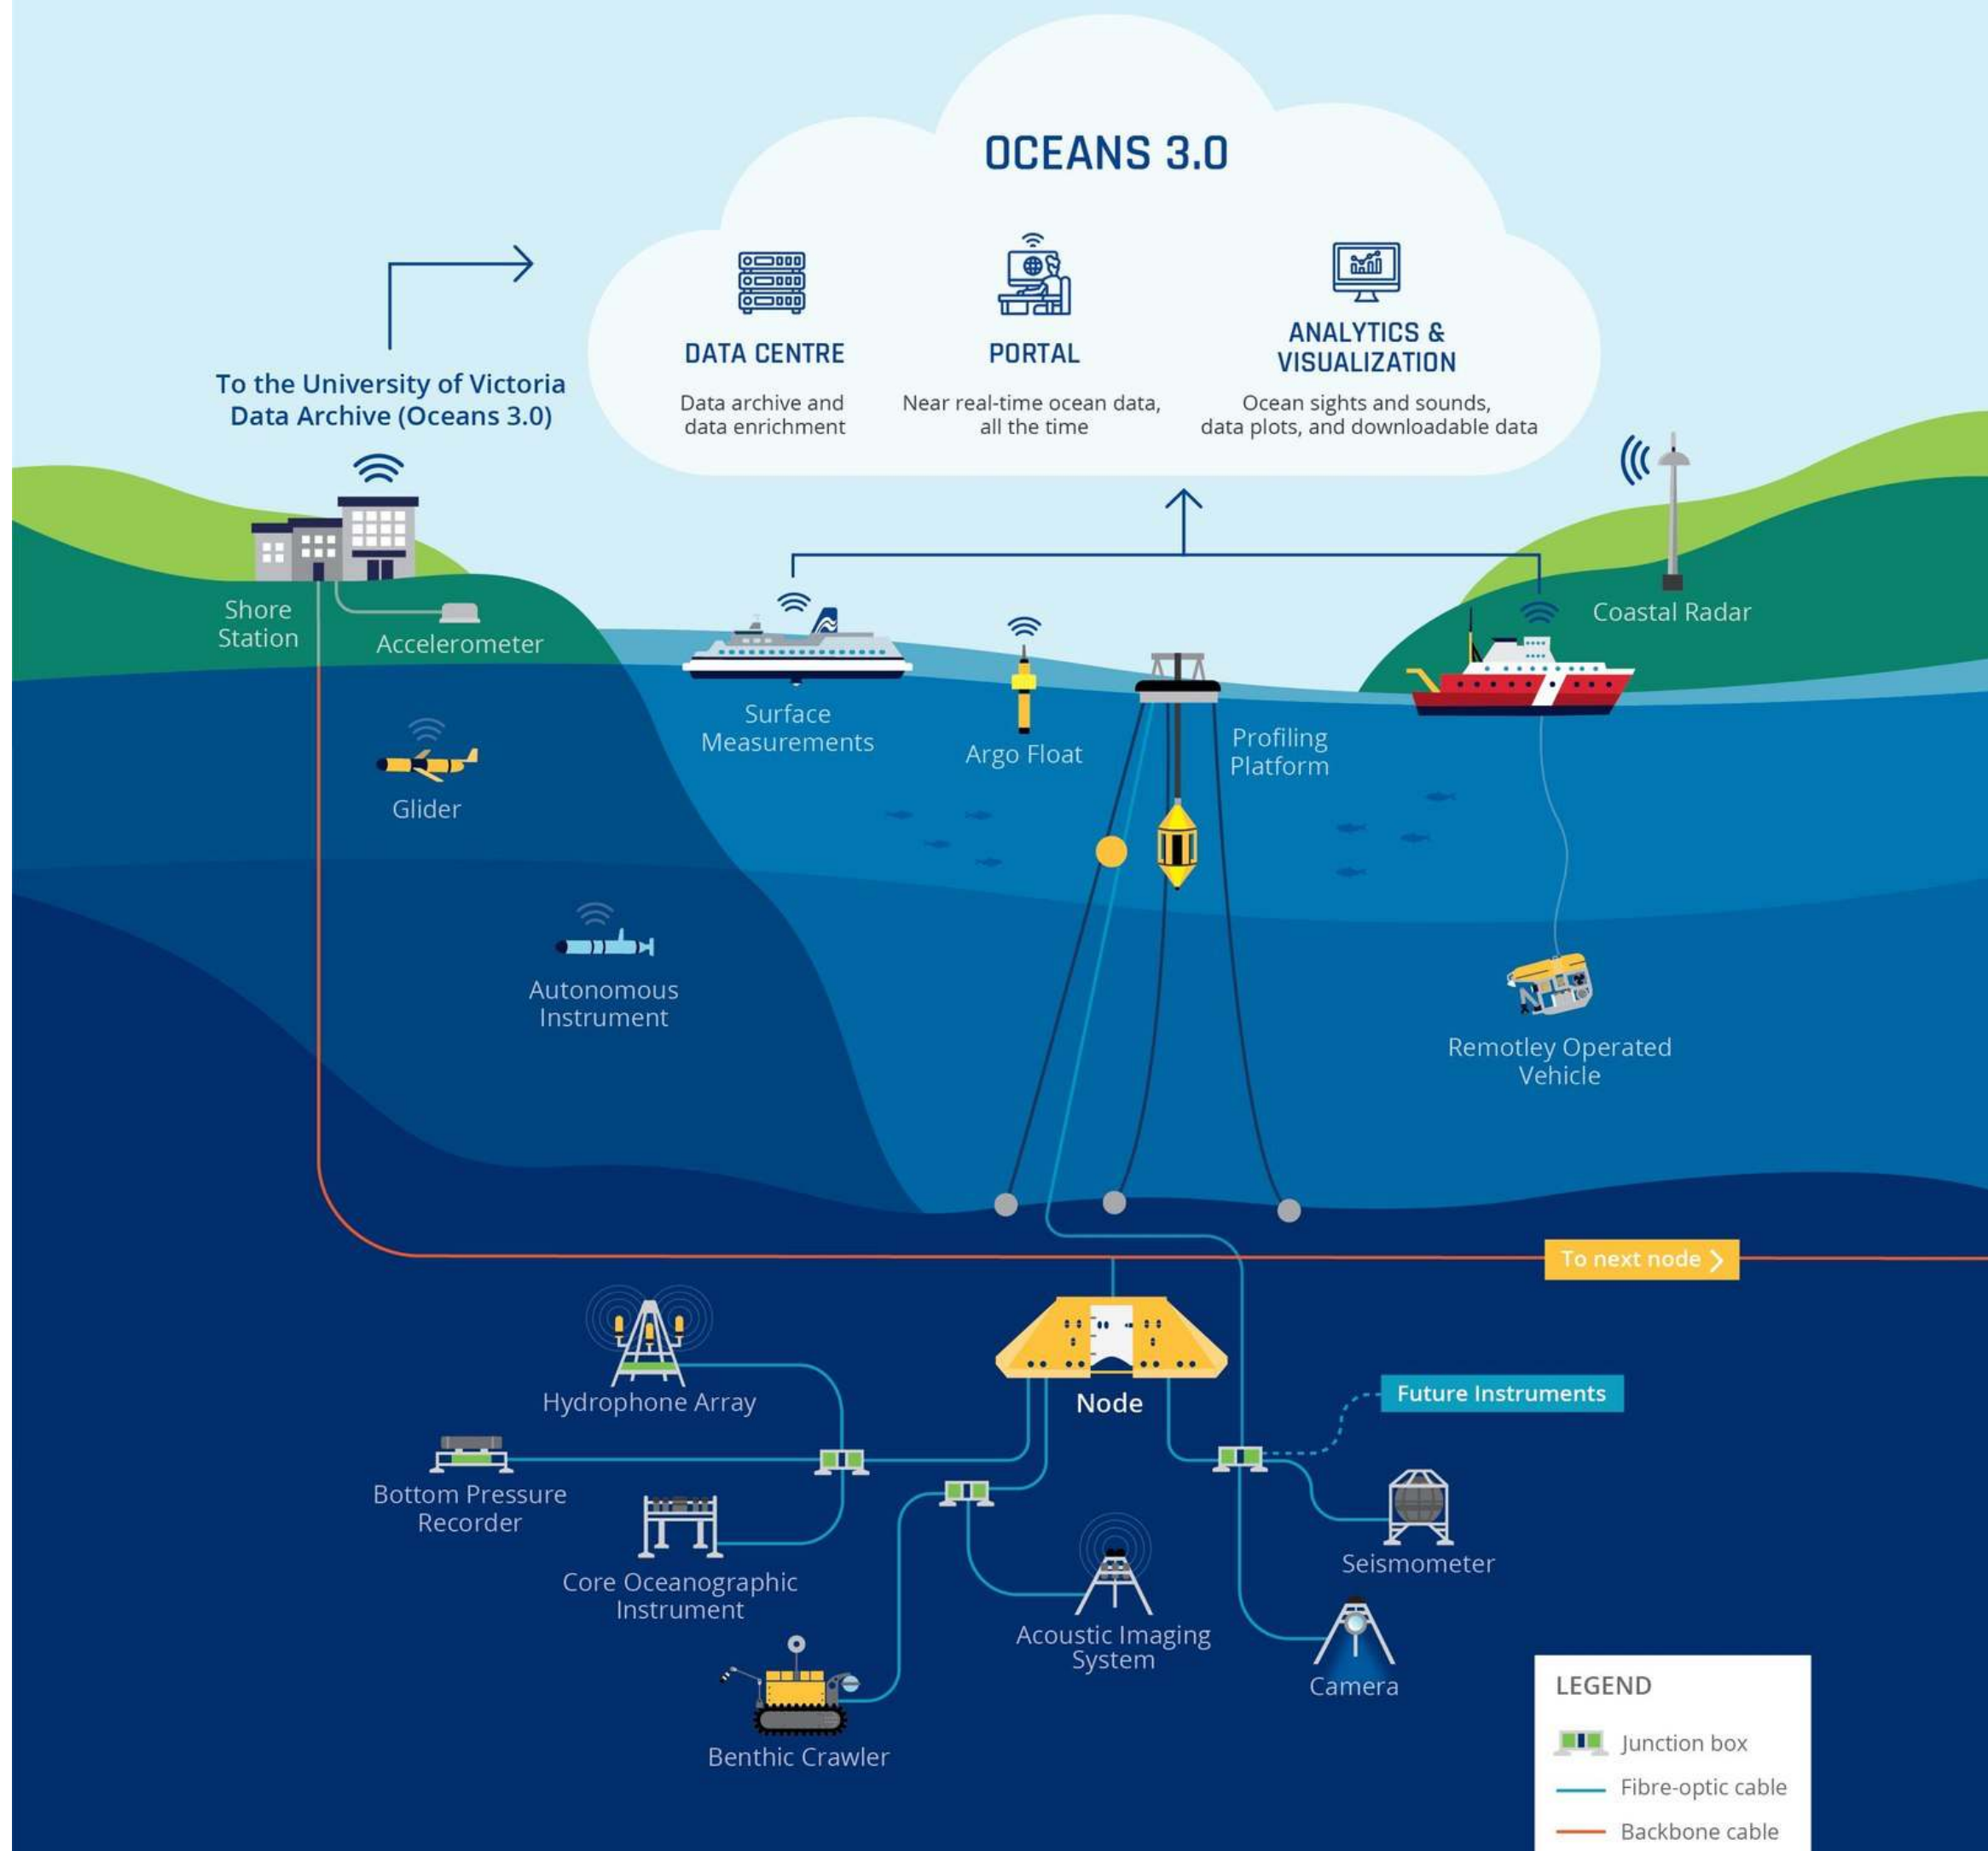 OCEANS 3.0
DATA CENTRE
Data archive and
data enrichment
PORTAL
Near real-time ocean data,
all the time
ANALYTICS &
VISUALIZATION
Ocean sights and sounds,
data plots, and downloadable data
To the University of Victoria
Data Archive (Oceans 3.0)
Shore
Station
Accelerometer
Coastal Radar
Surface
Measurements
Argo Float
Profiling
Platform
Glider
Autonomous
Instrument
Remotley Operated
Vehicle
To next node >
Hydrophone Array
Node
Future Instruments
Bottom Pressure
Recorder
Core Oceanographic
Instrument
Seismometer
Acoustic Imaging
System
Camera
Benthic Crawler
LEGEND
Junction box
Fibre-optic cable
Backbone cable